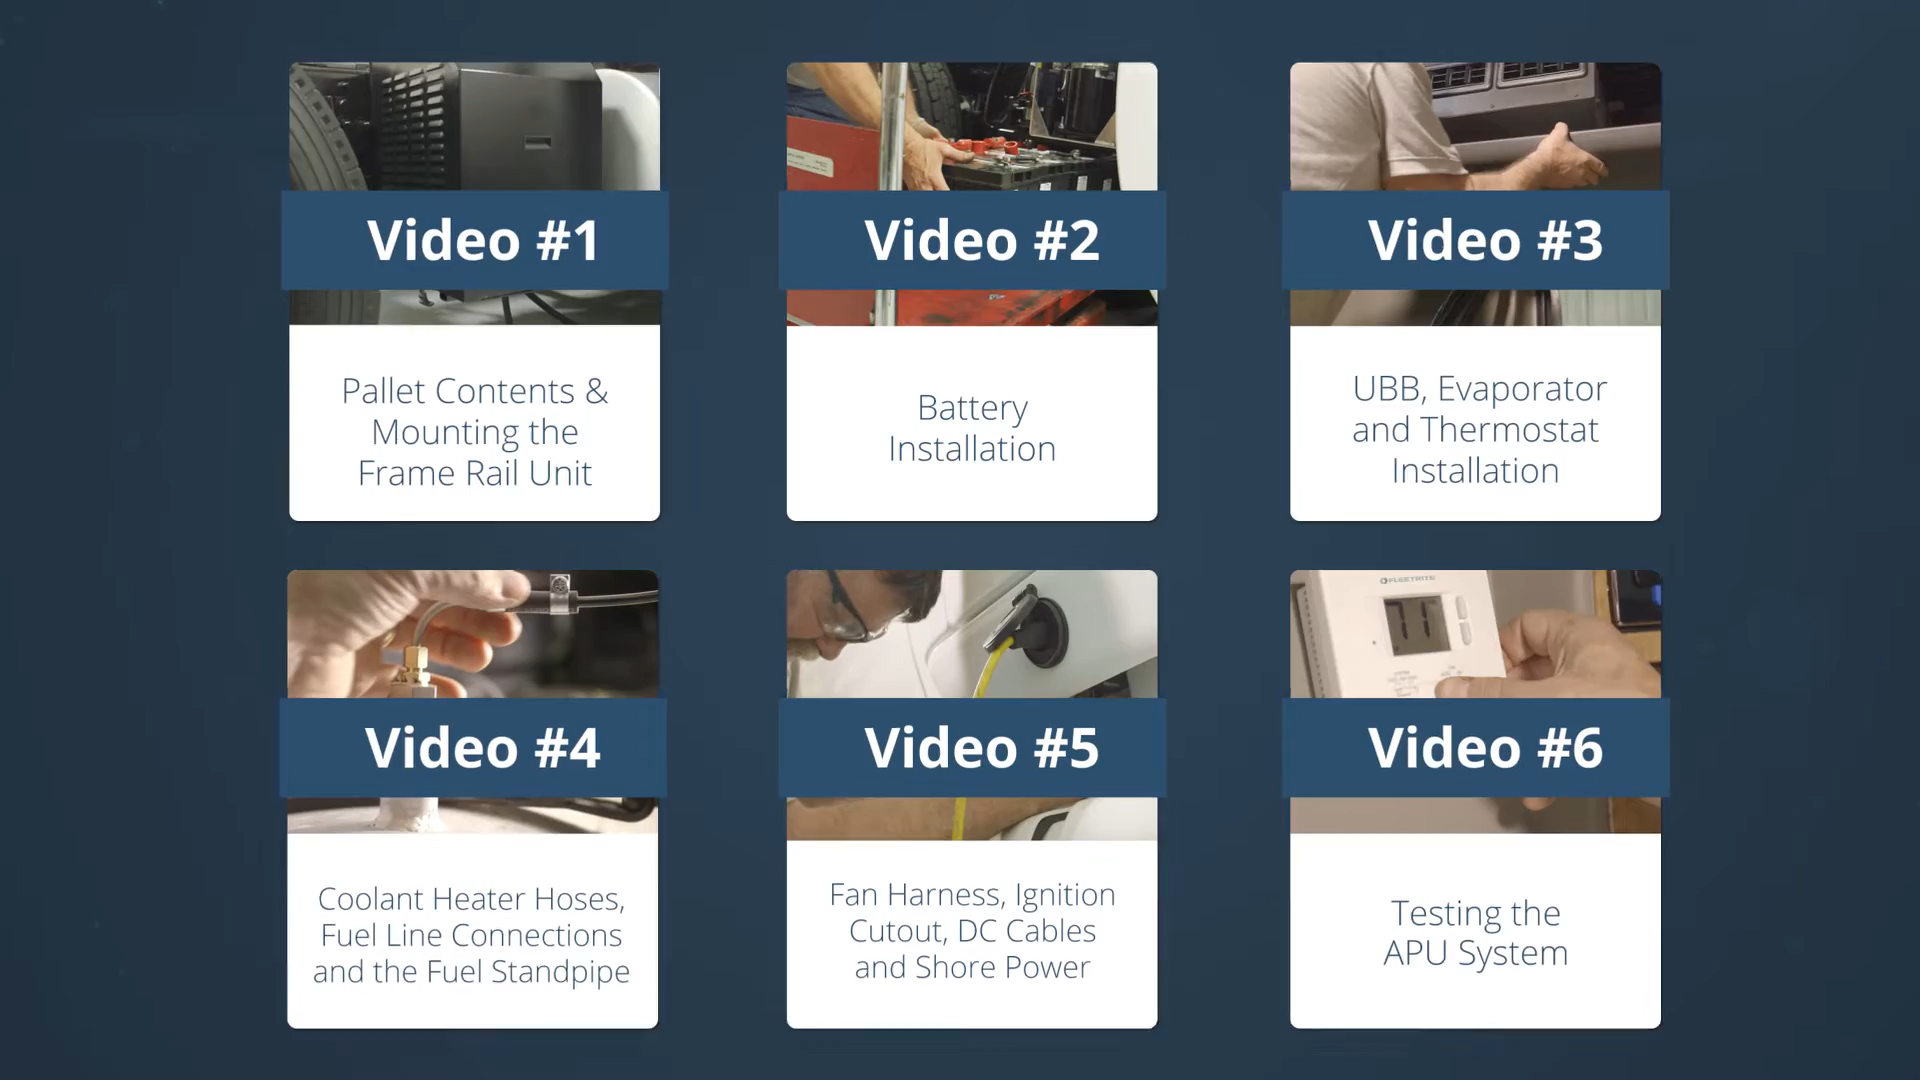 Video #1
Pallet Contents &
Mounting the
Frame Rail Unit
Video #2
Battery
Installation
Video #3
UBB, Evaporator
and Thermostat
Installation
Video #4
Coolant Heater Hoses,
Fuel Line Connections
and the Fuel Standpipe
Video #5
Fan Harness, Ignition
Cutout, DC Cables
and Shore Power
FLEETRITE
71
Video #6
Testing the
APU System